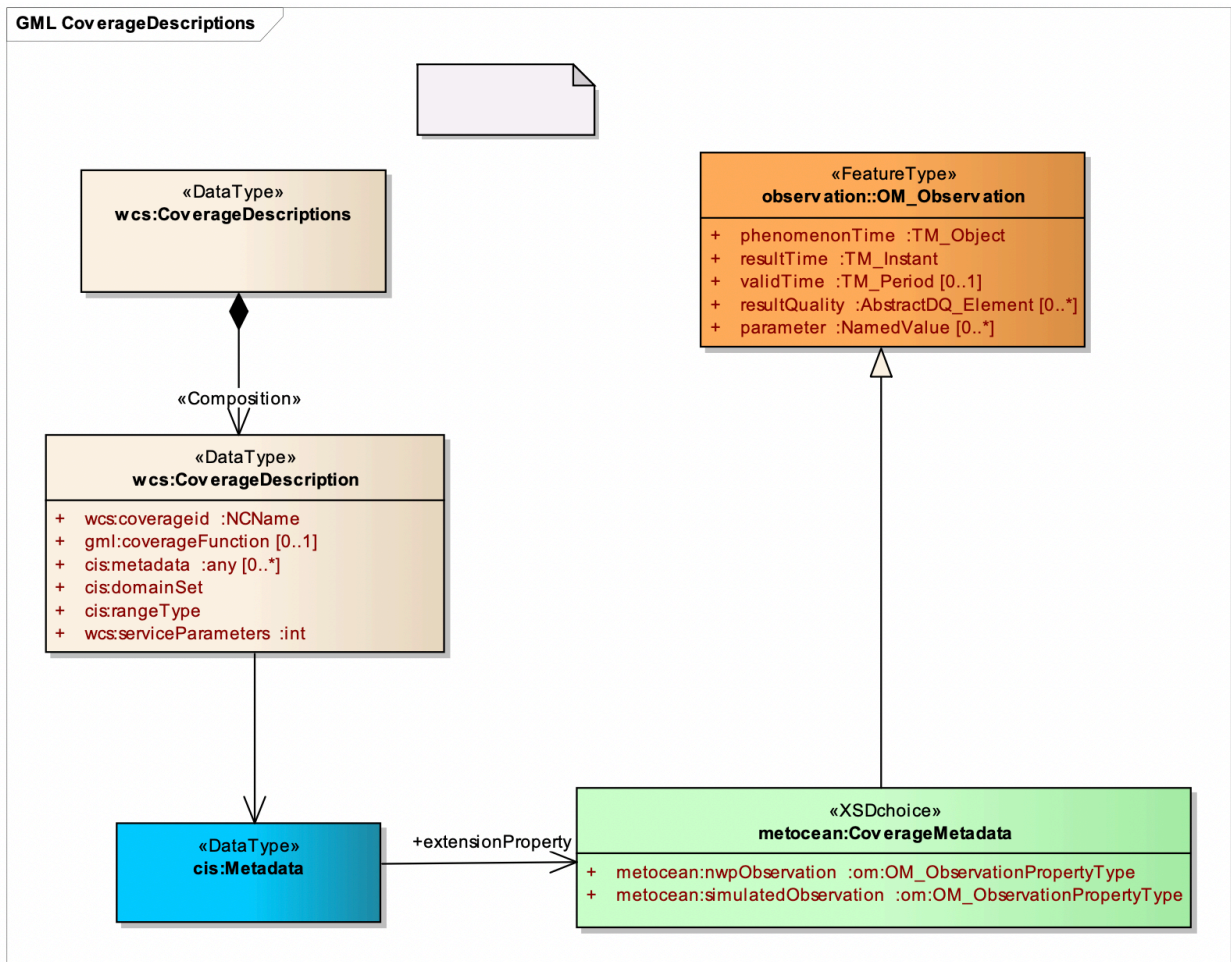 GML CoverageDescriptions
«DataType»
wcs:CoverageDescriptions
«FeatureType»
observation::OM_Observation
+ phenomenonTime :TM_Object
+ resultTime :TM_Instant
+ validTime :TM_Period [0..1]
+ resultQuality :AbstractDQ_Element [0..*]
+ parameter :NamedValue [0..*]
«Composition»
«DataType»
wcs:CoverageDescription
+ wcs:coverageid :NCName
+ gml:coverageFunction [0..1]
+ cis:metadata :any [0..*]
+ cis:domainSet
+ cis:rangeType
+ wcs:serviceParameters :int
«DataType»
cis:Metadata
+extensionProperty
«XSDchoice»
metocean:CoverageMetadata
+ metocean:nwpObservation :om:OM_ObservationPropertyType
+ metocean:simulatedObservation :om:OM_ObservationPropertyType